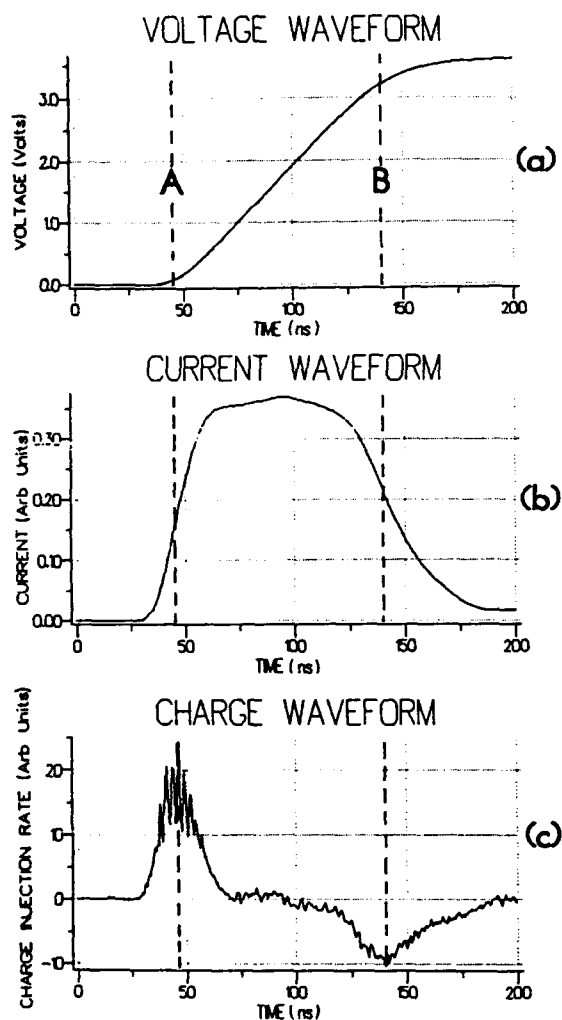 VOLTAGE WAVEFORM
VOLTAGE (Volts)
3.0
2.0
1.0
0.0
A
B
(a)
0 50 100 150 200
TIME (ns)
CURRENT WAVEFORM
CURRENT (Arb Units)
0.30
0.20
0.10
0.00
(b)
0 50 100 150 200
TIME (ns)
CHARGE WAVEFORM
CHARGE INJECTION RATE (Arb Units)
20
10
0
-10
(c)
0 50 100 150 200
TIME (ns)